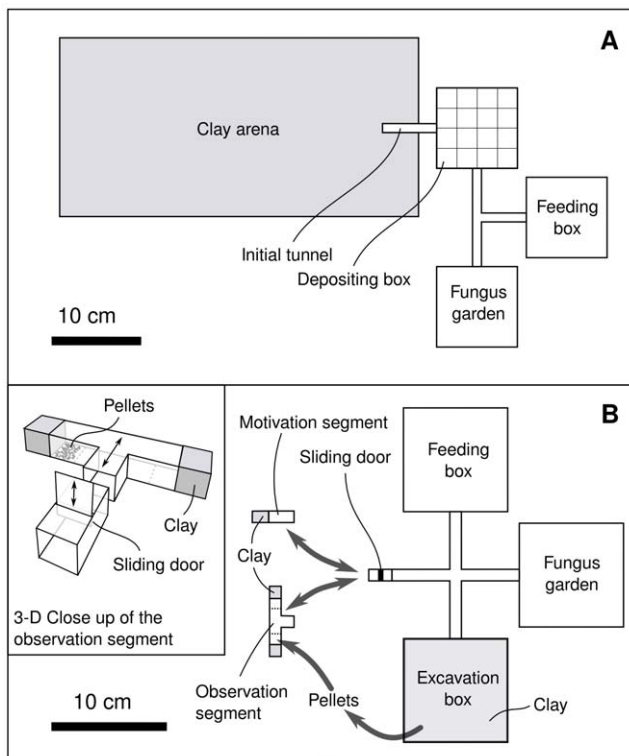 A
Clay arena
Feeding
box
Initial tunnel
Depositing box
Fungus
garden
10 cm
B
Pellets
Clay
Sliding door
3-D Close up of the
observation segment
Motivation segment
Sliding door
Feeding
box
Clay
Fungus
garden
Observation
segment
Pellets
Excavation
box
Clay
10 cm